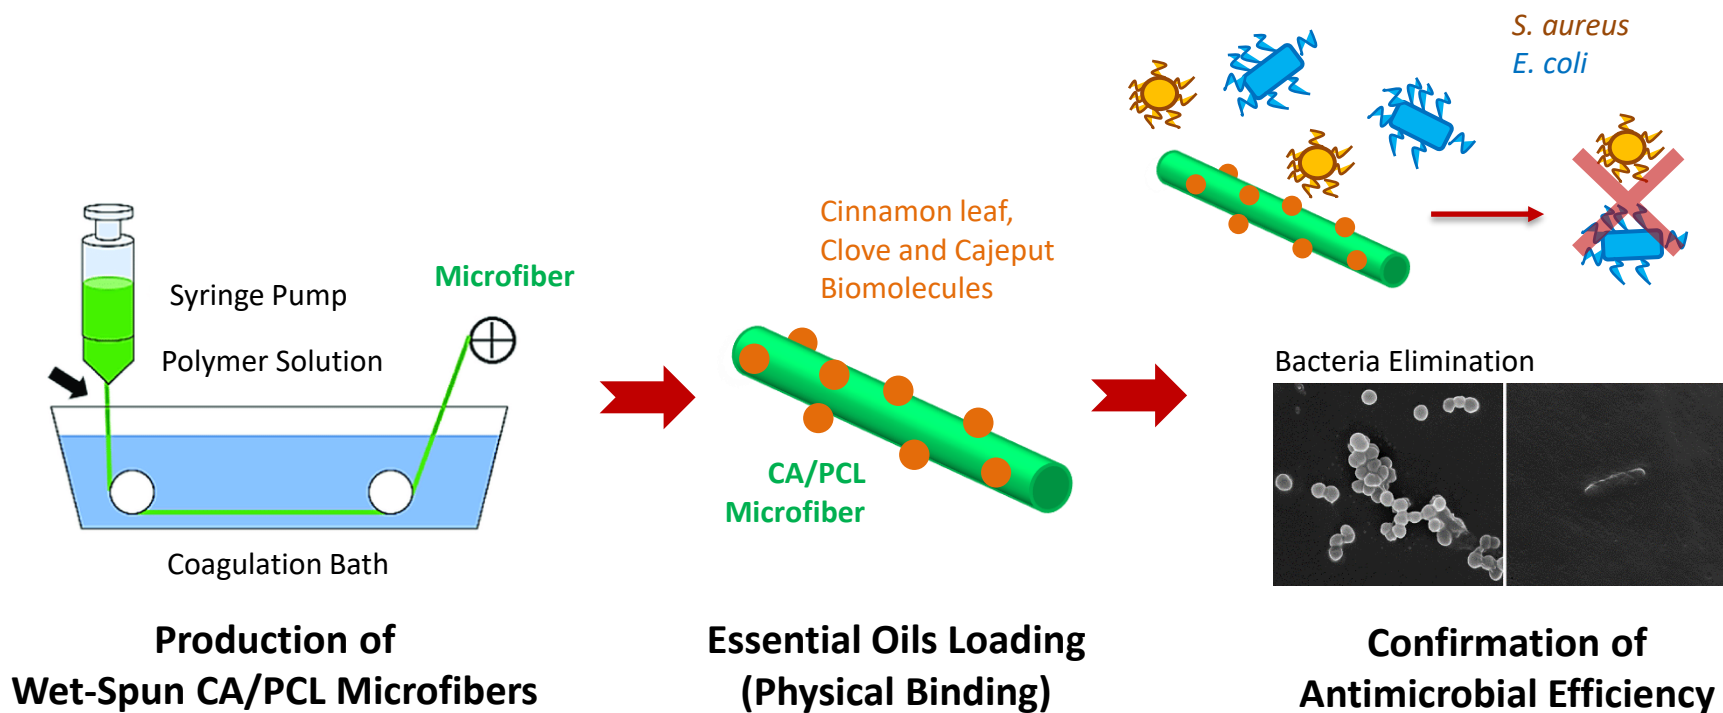 Syringe Pump
Polymer Solution
Microfiber
Coagulation Bath
Production of
Wet-Spun CA/PCL Microfibers
Cinnamon leaf,
Clove and Cajeput
Biomolecules
CA/PCL
Microfiber
Essential Oils Loading
(Physical Binding)
S. aureus
E. coli
Bacteria Elimination
Confirmation of
Antimicrobial Efficiency